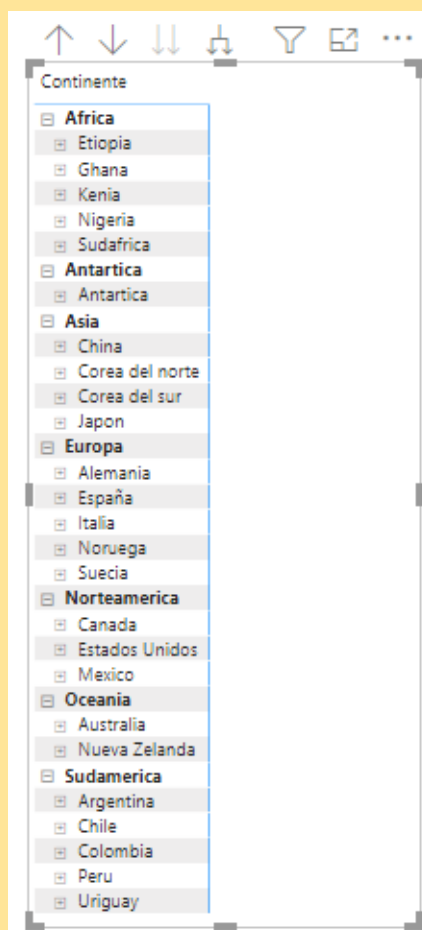 Continente
Africa
Etiopia
Ghana
Kenia
Nigeria
Sudafrica
Antartica
Antartica
Asia
China
Corea del norte
Corea del sur
Japon
Europa
Alemania
España
Italia
Noruega
Suecia
Norteamerica
Canada
Estados Unidos
Mexico
Oceania
Australia
Nueva Zelanda
Sudamerica
Argentina
Chile
Colombia
Peru
Uriguay